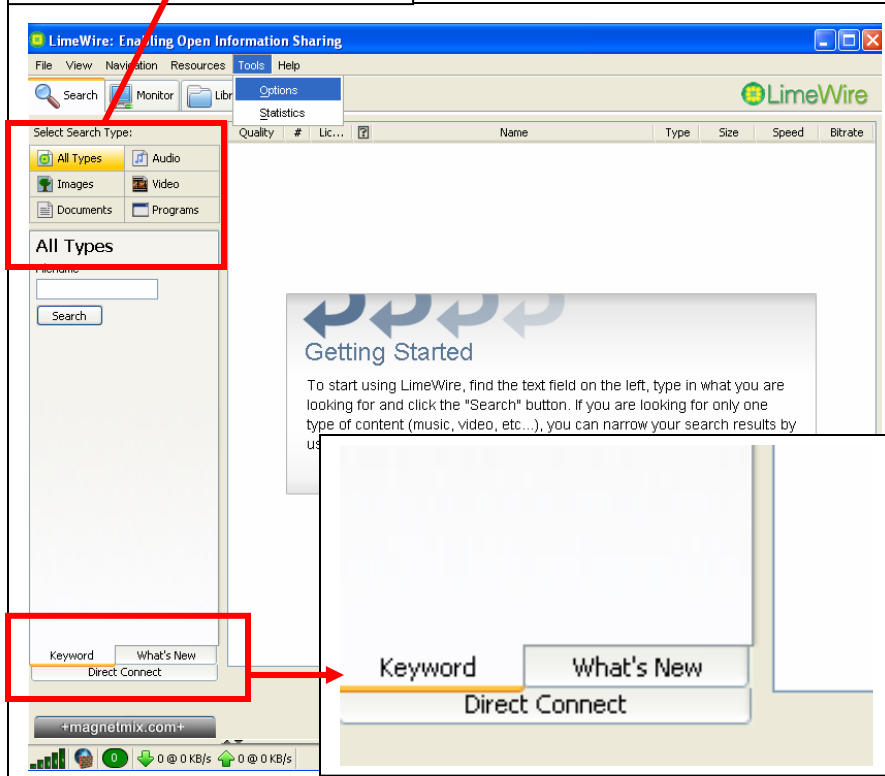 LimeWire: Enabling Open Information Sharing
File View Navigation Resources Tools Help
Search Monitor Options
Statistics
LimeWire
Select Search Type:
Quality # Lic... ? Name Type Size Speed Bitrate
All Types Audio
Images Video
Documents Programs
All Types
Filename
Search
Getting Started
To start using LimeWire, find the text field on the left, type in what you are
looking for and click the "Search" button. If you are looking for only one
type of content (music, video, etc...), you can narrow your search results by
Keyword What's New
Direct Connect
Keyword What's New
Direct Connect
+magnetmix.com+
0 0 @ 0 KB/s 0 @ 0 KB/s